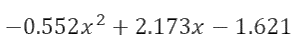 −0.552x² + 2.173x − 1.621